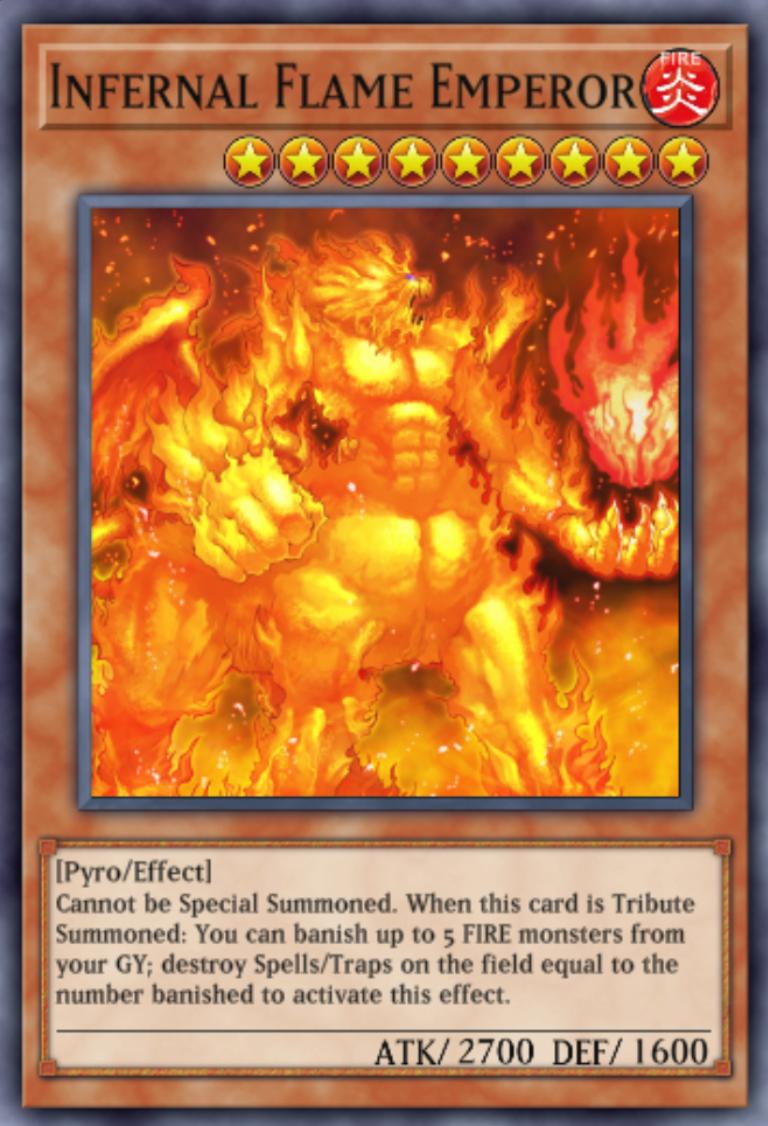 INFERNAL FLAME EMPEROR
FIRE
炎
[Pyro/Effect]
Cannot be Special Summoned. When this card is Tribute
Summoned: You can banish up to 5 FIRE monsters from
your GY; destroy Spells/Traps on the field equal to the
number banished to activate this effect.
ATK/ 2700 DEF/ 1600